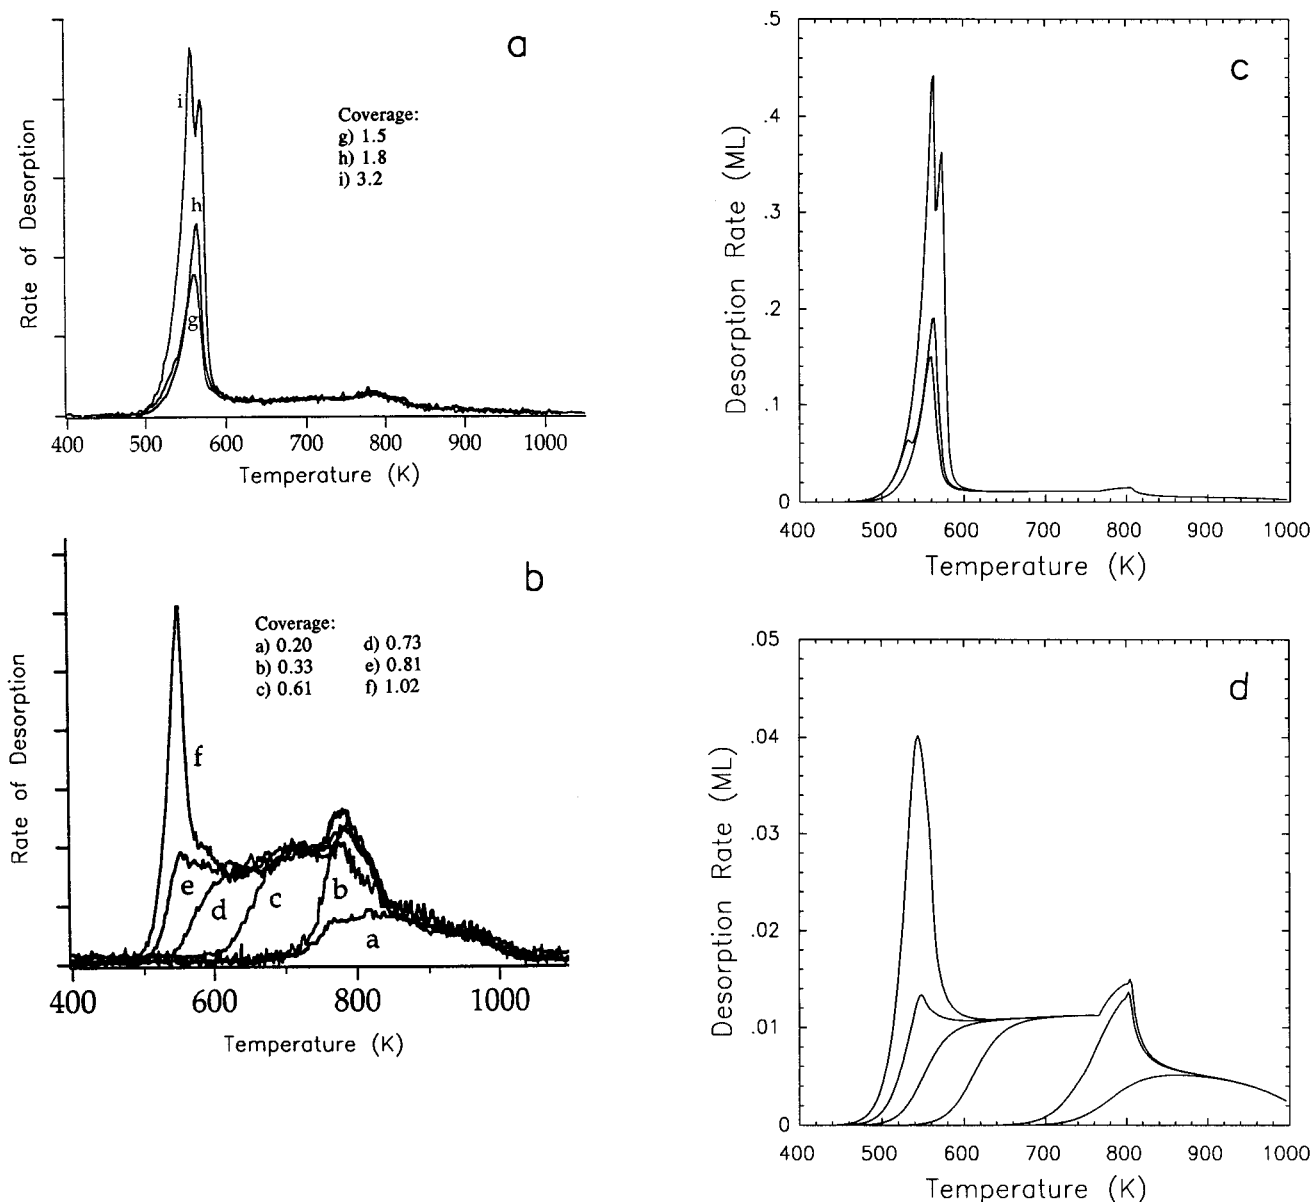 a
i
h
g
Coverage:
g) 1.5
h) 1.8
i) 3.2
Rate of Desorption
400 500 600 700 800 900 1000
Temperature (K)
b
Coverage:
a) 0.20 d) 0.73
b) 0.33 e) 0.81
c) 0.61 f) 1.02
f
e
d
c
b
a
Rate of Desorption
400 600 800 1000
Temperature (K)
c
.5
.4
.3
.2
.1
0
Desorption Rate (ML)
400 500 600 700 800 900 1000
Temperature (K)
d
.05
.04
.03
.02
.01
0
Desorption Rate (ML)
400 500 600 700 800 900 1000
Temperature (K)